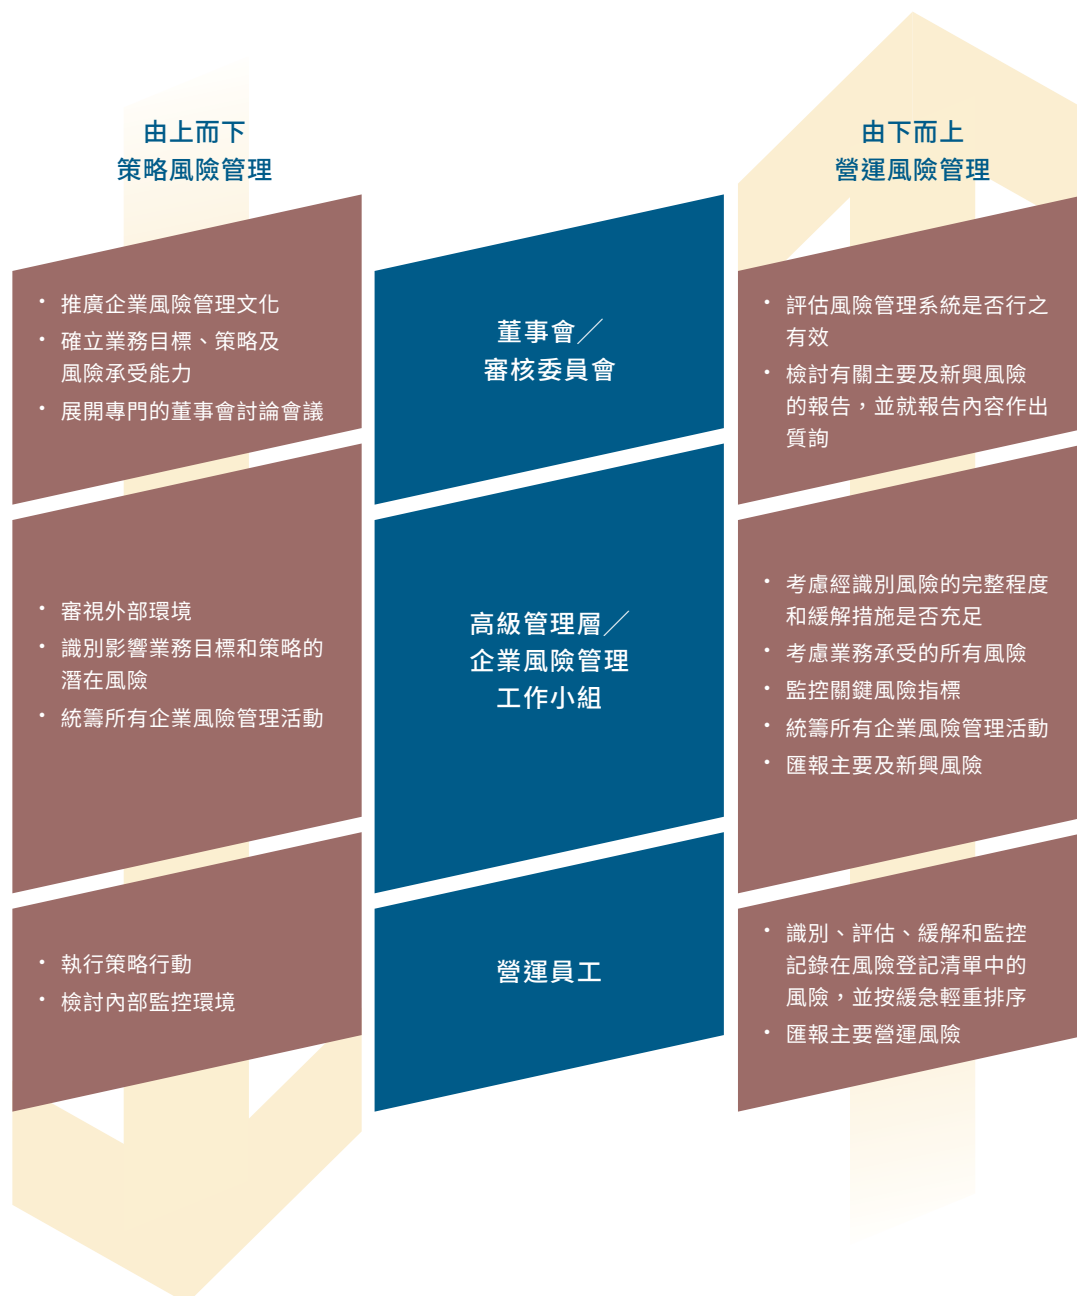 由上而下
策略風險管理
由下而上
營運風險管理
• 推廣企業風險管理文化
• 確立業務目標、策略及
風險承受能力
• 展開專門的董事會討論會議
董事會／
審核委員會
• 評估風險管理系統是否行之
有效
• 檢討有關主要及新興風險
的報告，並就報告內容作出
質詢
• 審視外部環境
• 識別影響業務目標和策略的
潛在風險
• 統籌所有企業風險管理活動
高級管理層／
企業風險管理
工作小組
• 考慮經識別風險的完整程度
和緩解措施是否充足
• 考慮業務承受的所有風險
• 監控關鍵風險指標
• 統籌所有企業風險管理活動
• 匯報主要及新興風險
• 執行策略行動
• 檢討內部監控環境
營運員工
• 識別、評估、緩解和監控
記錄在風險登記清單中的
風險，並按緩急輕重排序
• 匯報主要營運風險